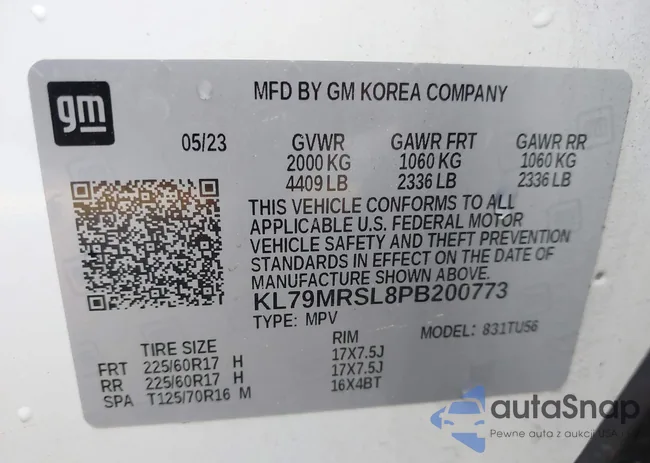 gm
MFD BY GM KOREA COMPANY
05/23 GVWR GAWR FRT GAWR RR
2000 KG 1060 KG 1060 KG
4409 LB 2336 LB 2336 LB
THIS VEHICLE CONFORMS TO ALL
APPLICABLE U.S. FEDERAL MOTOR
VEHICLE SAFETY AND THEFT PREVENTION
STANDARDS IN EFFECT ON THE DATE OF
MANUFACTURE SHOWN ABOVE.
KL79MRSL8PB200773
TYPE: MPV MODEL: 831TU56
TIRE SIZE RIM
FRT 225/60R17 H 17X7.5J
RR 225/60R17 H 17X7.5J
SPA T125/70R16 M 16X4BT
autaSnap
Pewne auta z aukcji USA